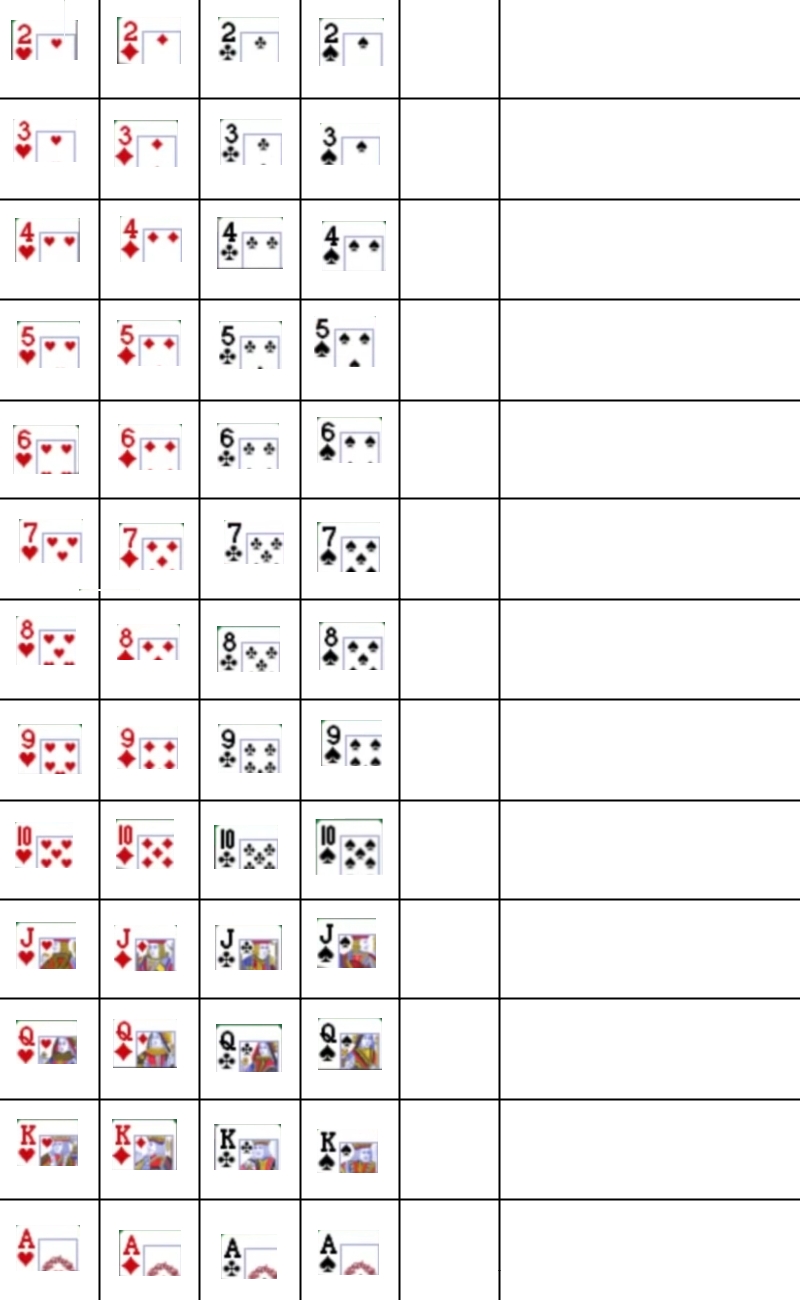 2 2 2 2
3 3 3 3
4 4 4 4
5 5 5 5
6 6 6 6
7 7 7 7
8 8 8 8
9 9 9 9
10 10 10 10
J J J J
Q Q Q Q
K K K K
A A A A